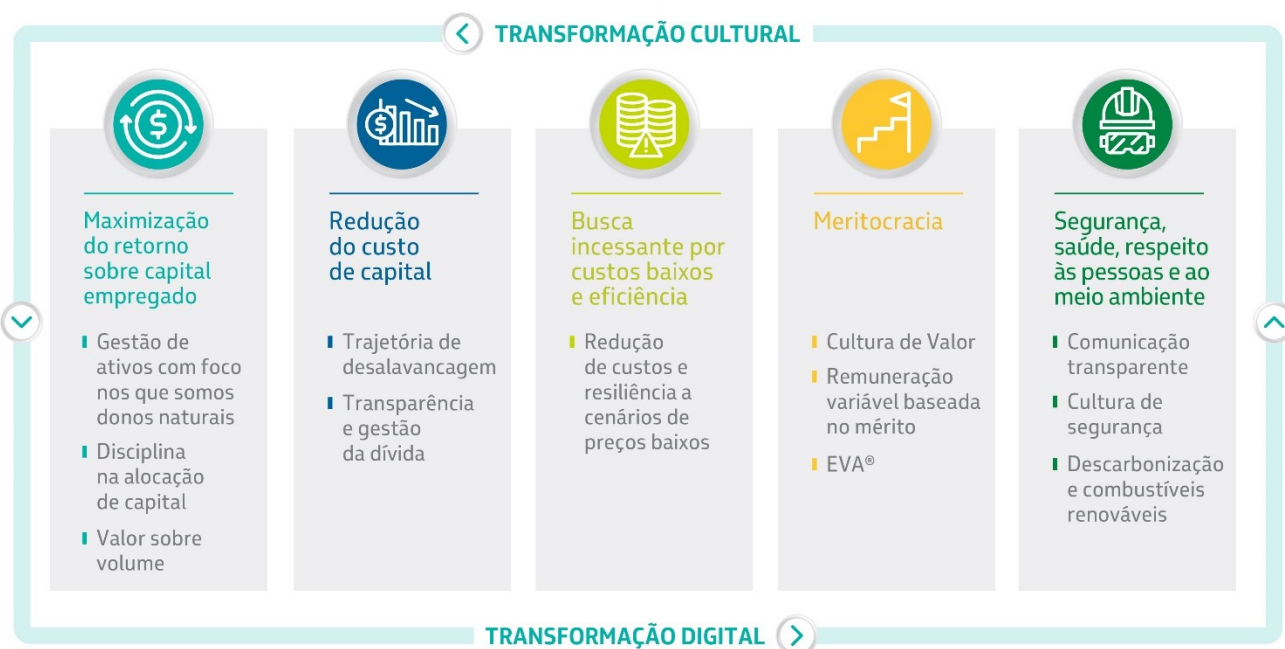 TRANSFORMAÇÃO CULTURAL
Maximização
do retorno
sobre capital
empregado
Gestão de
ativos com foco
nos que somos
donos naturais
Disciplina
na alocação
de capital
Valor sobre
volume
Redução
do custo
de capital
Trajetória de
desalavancagem
Transparência
e gestão
da dívida
Busca
incessante por
custos baixos
e eficiência
Redução
de custos e
resiliência a
cenários de
preços baixos
Meritocracia
Cultura de Valor
Remuneração
variável baseada
no mérito
EVA®
Segurança,
saúde, respeito
às pessoas e ao
meio ambiente
Comunicação
transparente
Cultura de
segurança
Descarbonização
e combustíveis
renováveis
TRANSFORMAÇÃO DIGITAL